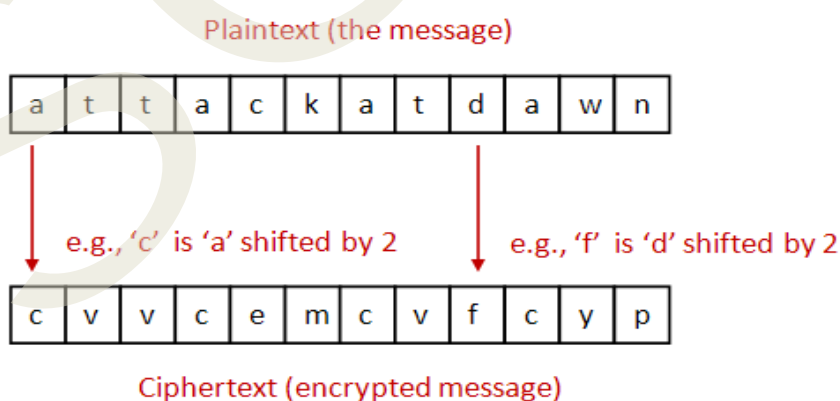 Plaintext (the message)
a t t a c k a t d a w n
e.g., ‘c’ is ‘a’ shifted by 2 e.g., ‘f’ is ‘d’ shifted by 2
c v v c e m c v f c y p
Ciphertext (encrypted message)